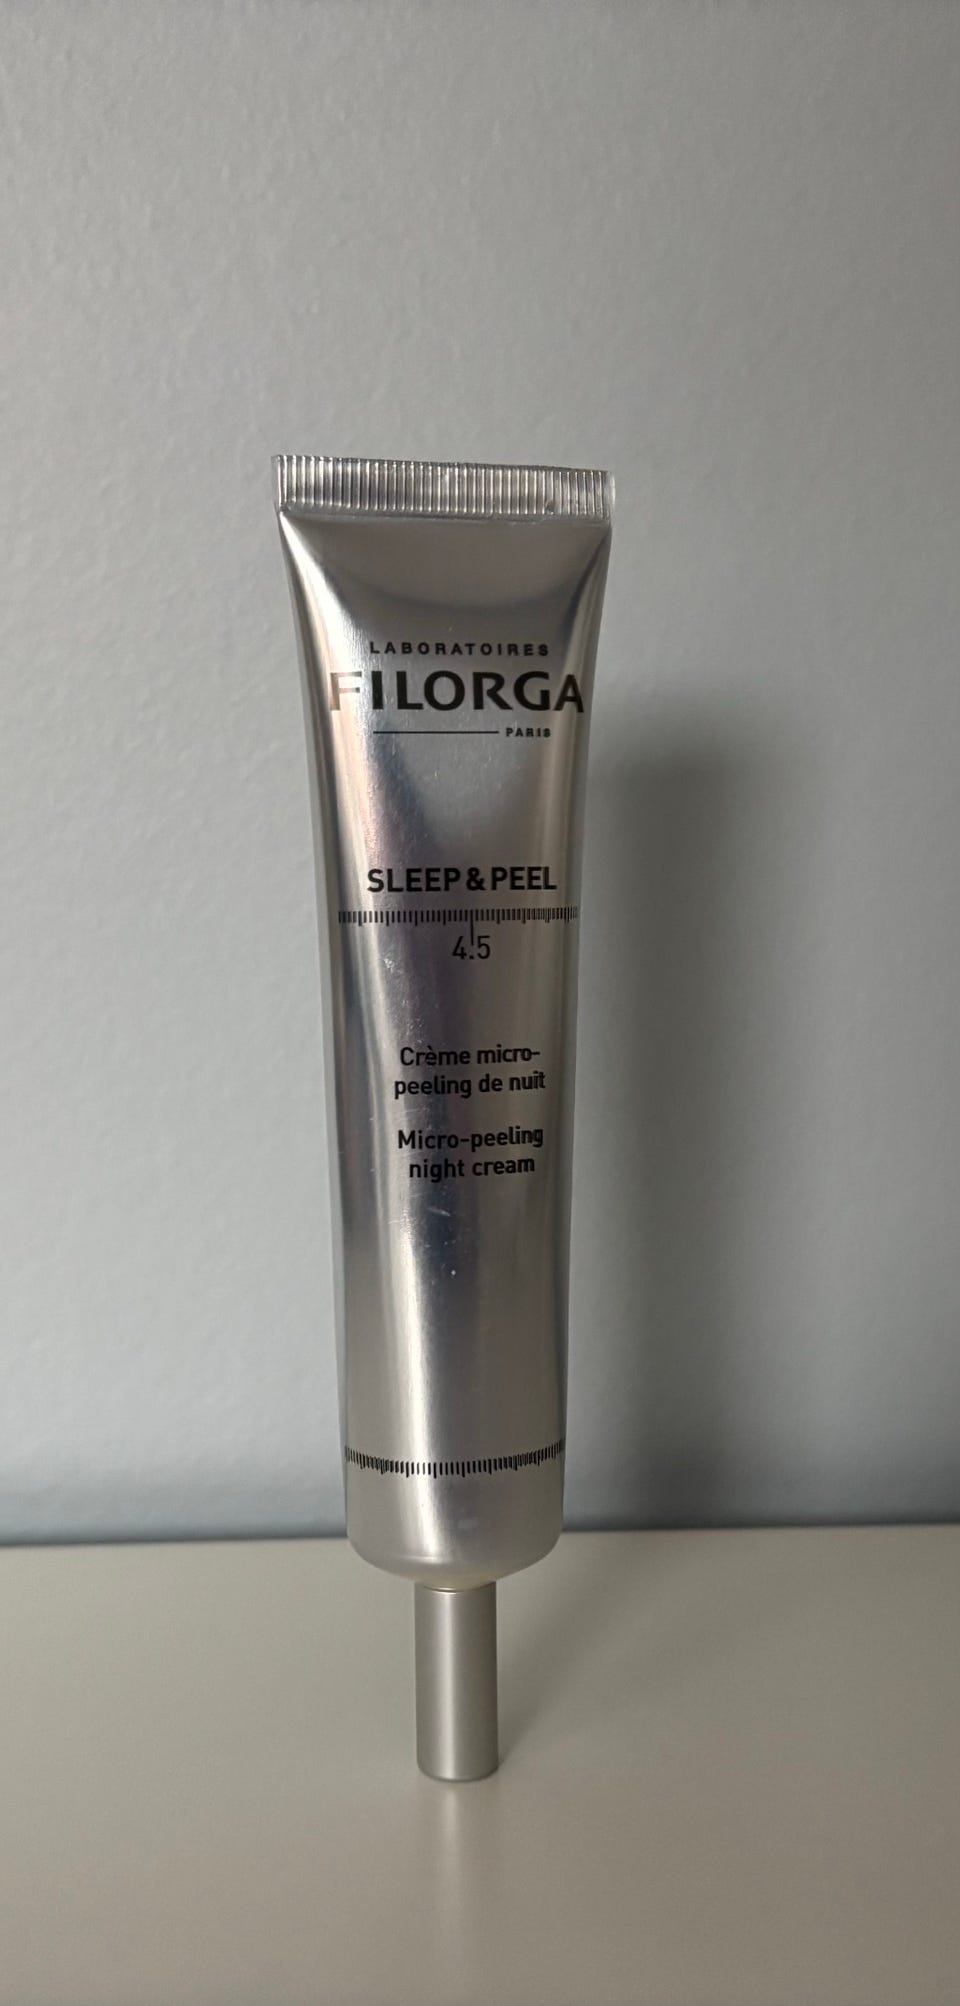 LABORATOIRES
FILORGA
PARIS
SLEEP & PEEL
4.5
Crème micro-
peeling de nuit
Micro-peeling
night cream